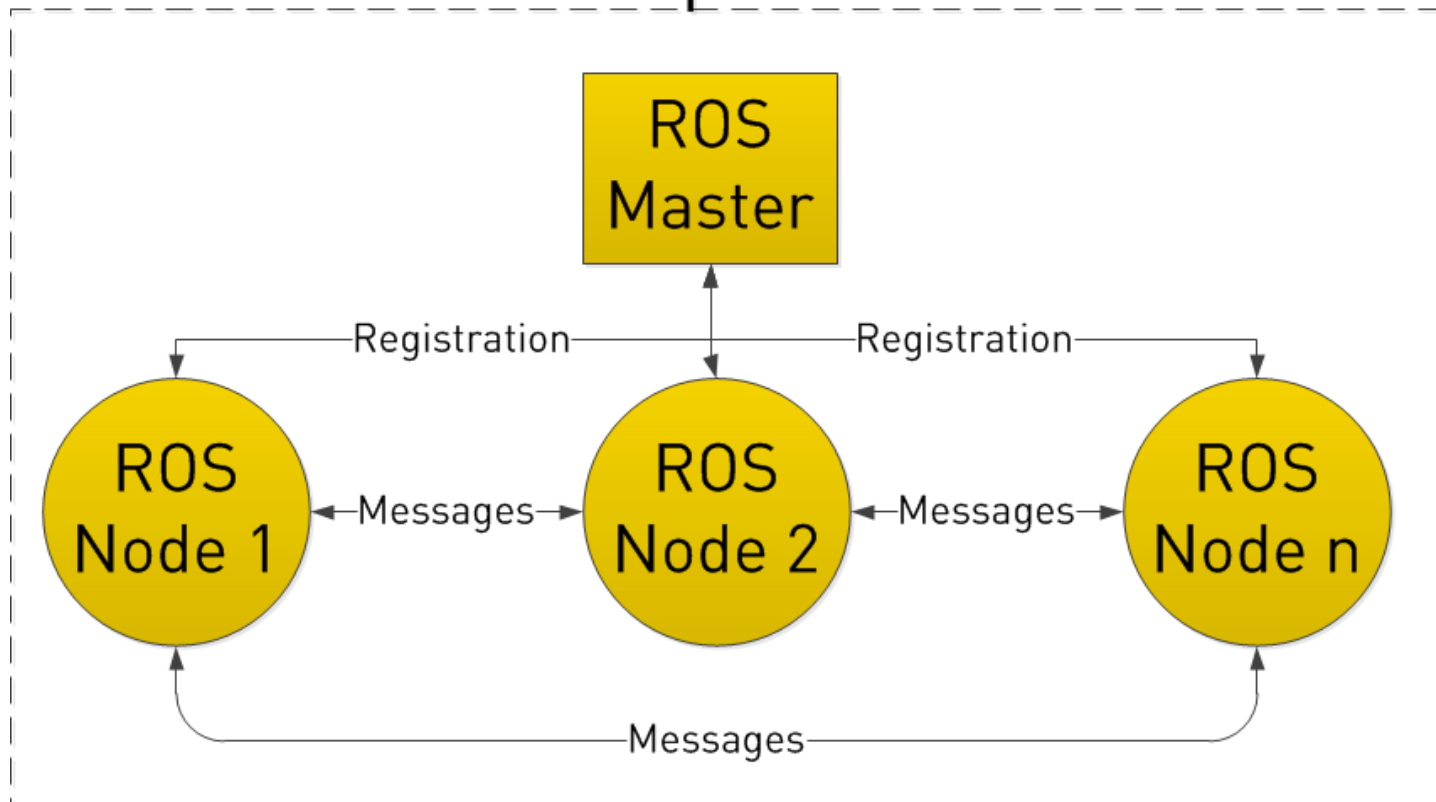 ROS
Master
Registration
Registration
ROS
Node 1
Messages
ROS
Node 2
Messages
ROS
Node n
Messages